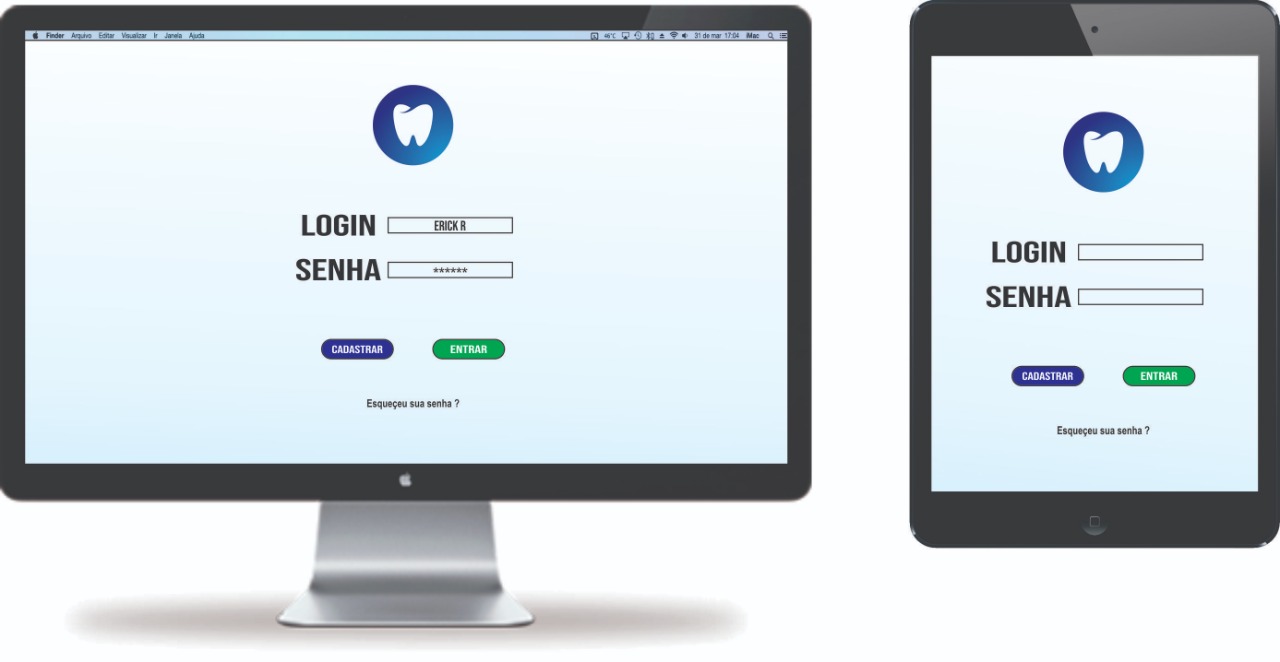 Finder Arquivo Editar Visualizar Ir Janela Ajuda 46°C 31 de mar 17:04 iMac
LOGIN ERICK R
SENHA ******
CADASTRAR ENTRAR
Esqueçeu sua senha ?
LOGIN
SENHA
CADASTRAR ENTRAR
Esqueçeu sua senha ?